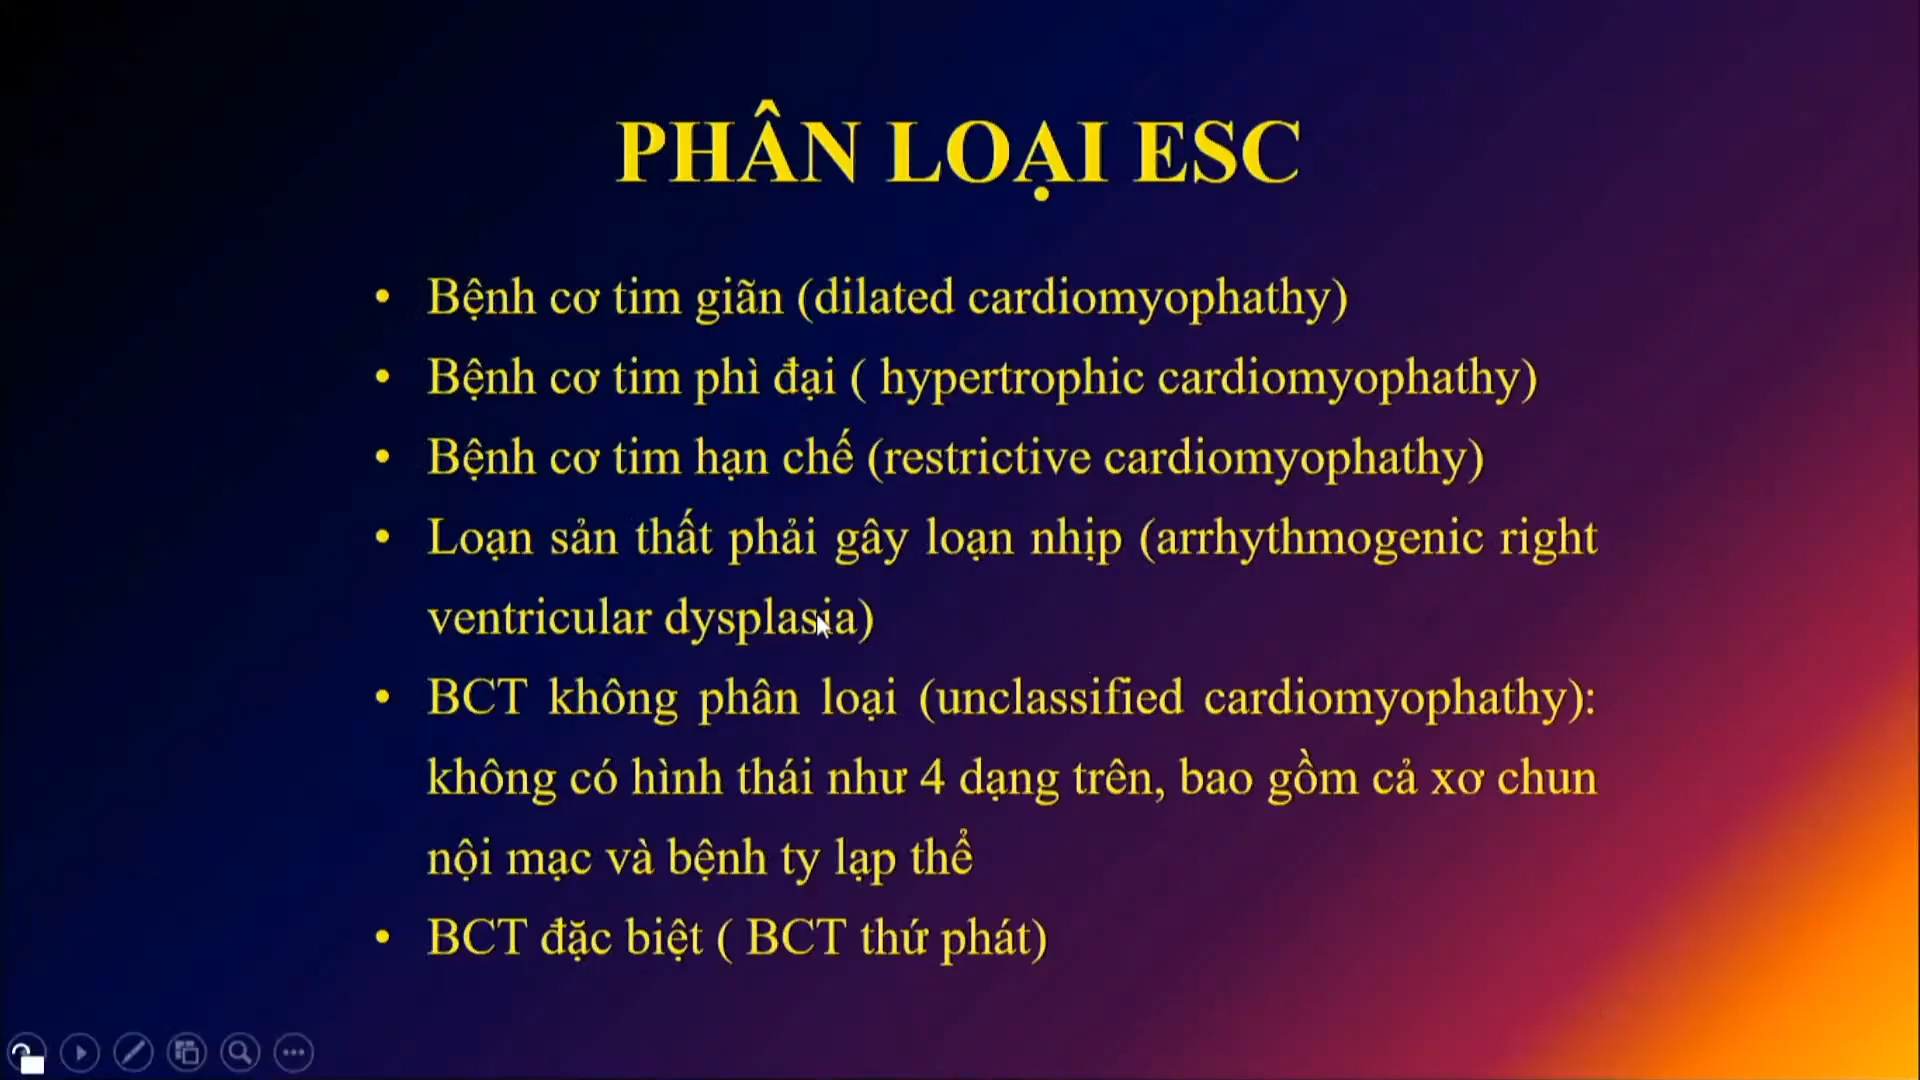 PHÂN LOẠI ESC
• Bệnh cơ tim giãn (dilated cardiomyophathy)
• Bệnh cơ tim phì đại ( hypertrophic cardiomyophathy)
• Bệnh cơ tim hạn chế (restrictive cardiomyophathy)
• Loạn sản thất phải gây loạn nhịp (arrhythmogenic right
ventricular dysplasia)
• BCT không phân loại (unclassified cardiomyophathy):
không có hình thái như 4 dạng trên, bao gồm cả xơ chun
nội mạc và bệnh ty lạp thể
• BCT đặc biệt ( BCT thứ phát)